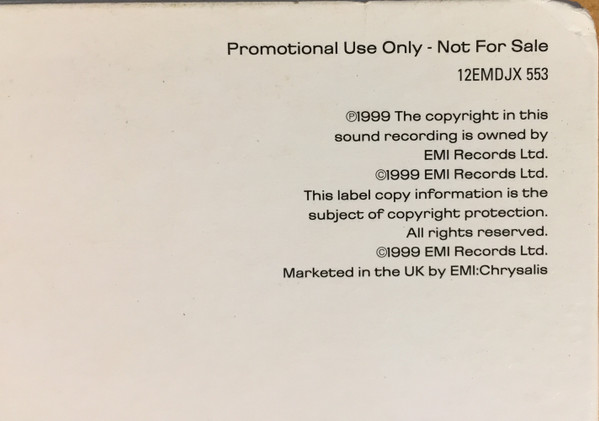 Promotional Use Only - Not For Sale
12EMDJX 553
℗1999 The copyright in this
sound recording is owned by
EMI Records Ltd.
©1999 EMI Records Ltd.
This label copy information is the
subject of copyright protection.
All rights reserved.
©1999 EMI Records Ltd.
Marketed in the UK by EMI:Chrysalis